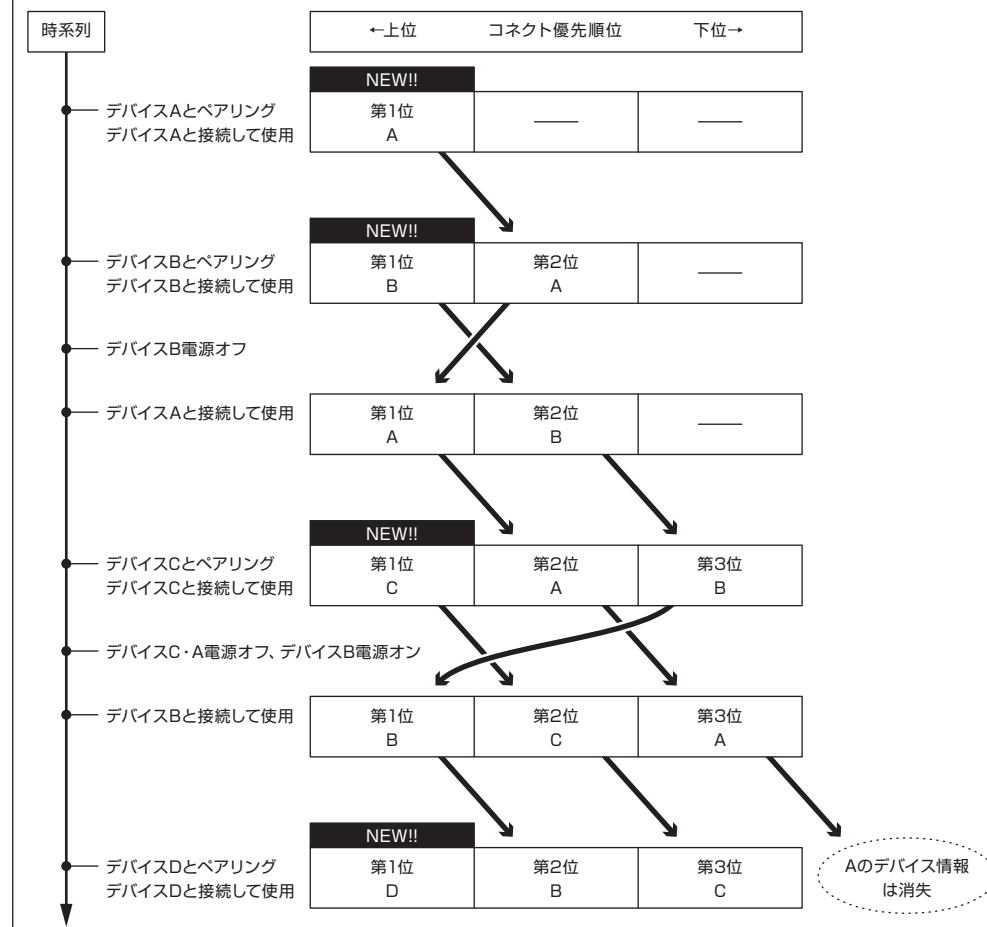 時系列
←上位 コネクト優先順位 下位→
NEW!!
デバイスAとペアリング
デバイスAと接続して使用
第1位
A
NEW!!
デバイスBとペアリング
デバイスBと接続して使用
第1位 第2位
B A
デバイスB電源オフ
デバイスAと接続して使用
第1位 第2位
A B
NEW!!
デバイスCとペアリング
デバイスCと接続して使用
第1位 第2位 第3位
C A B
デバイスC・A電源オフ、デバイスB電源オン
デバイスBと接続して使用
第1位 第2位 第3位
B C A
NEW!!
デバイスDとペアリング
デバイスDと接続して使用
第1位 第2位 第3位
D B C
Aのデバイス情報
は消失